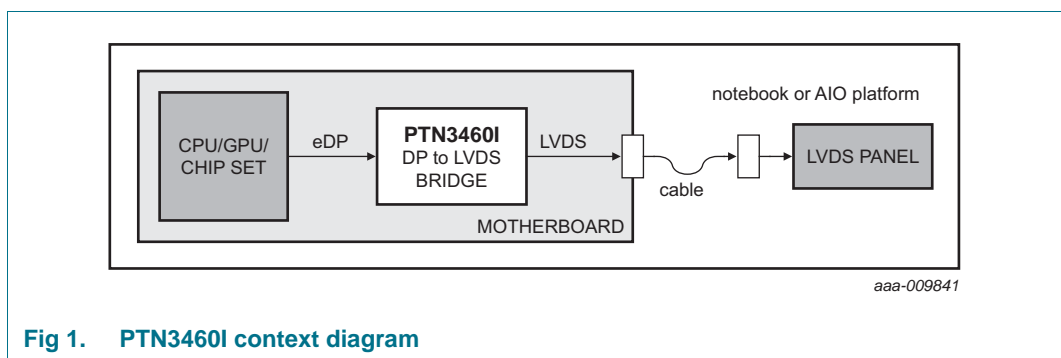 notebook or AIO platform
CPU/GPU/
CHIP SET
eDP
PTN3460I
DP to LVDS
BRIDGE
LVDS
cable
LVDS PANEL
MOTHERBOARD
aaa-009841
Fig 1. PTN3460I context diagram